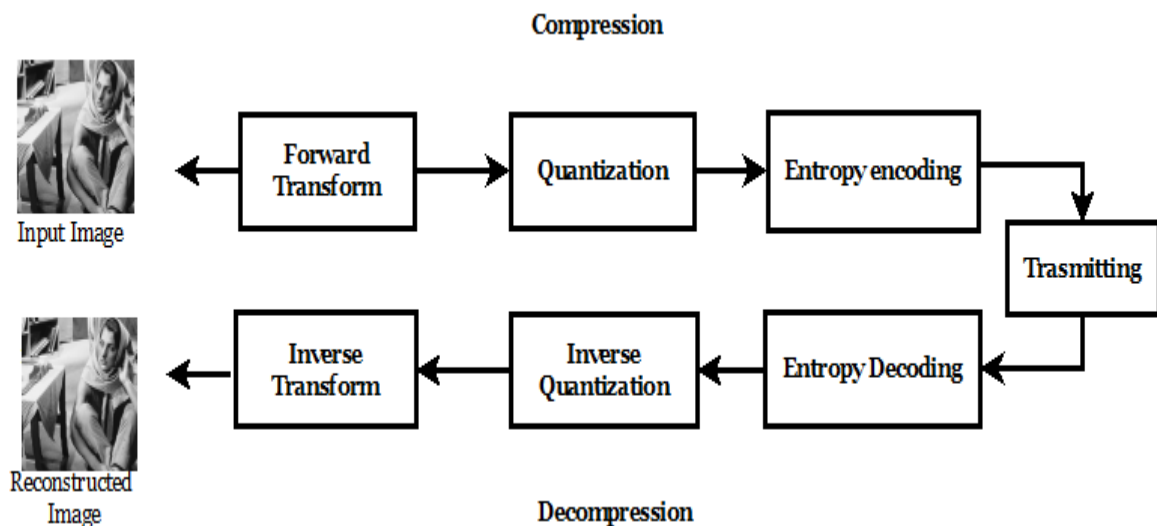 Compression
Forward
Transform
Quantization
Entropy encoding
Input Image
Trasmitting
Inverse
Transform
Inverse
Quantization
Entropy Decoding
Reconstructed
Image
Decompression